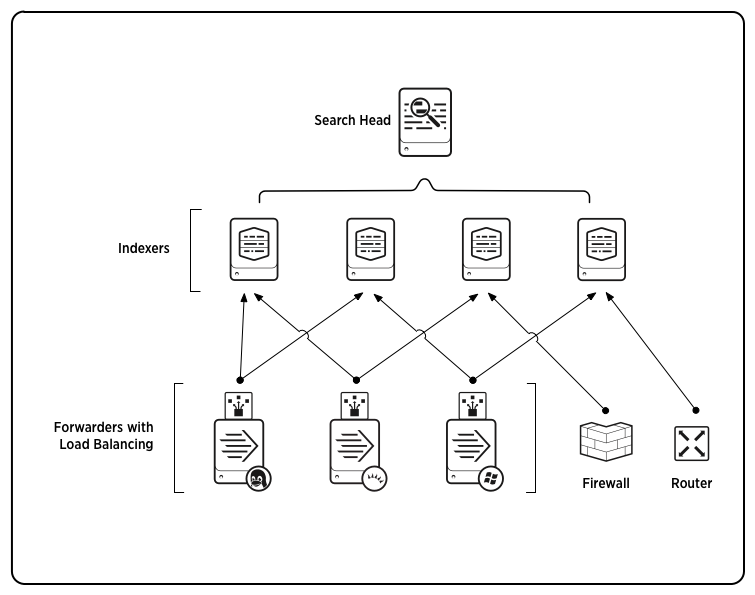 Search Head
Indexers
Forwarders with
Load Balancing
Firewall
Router